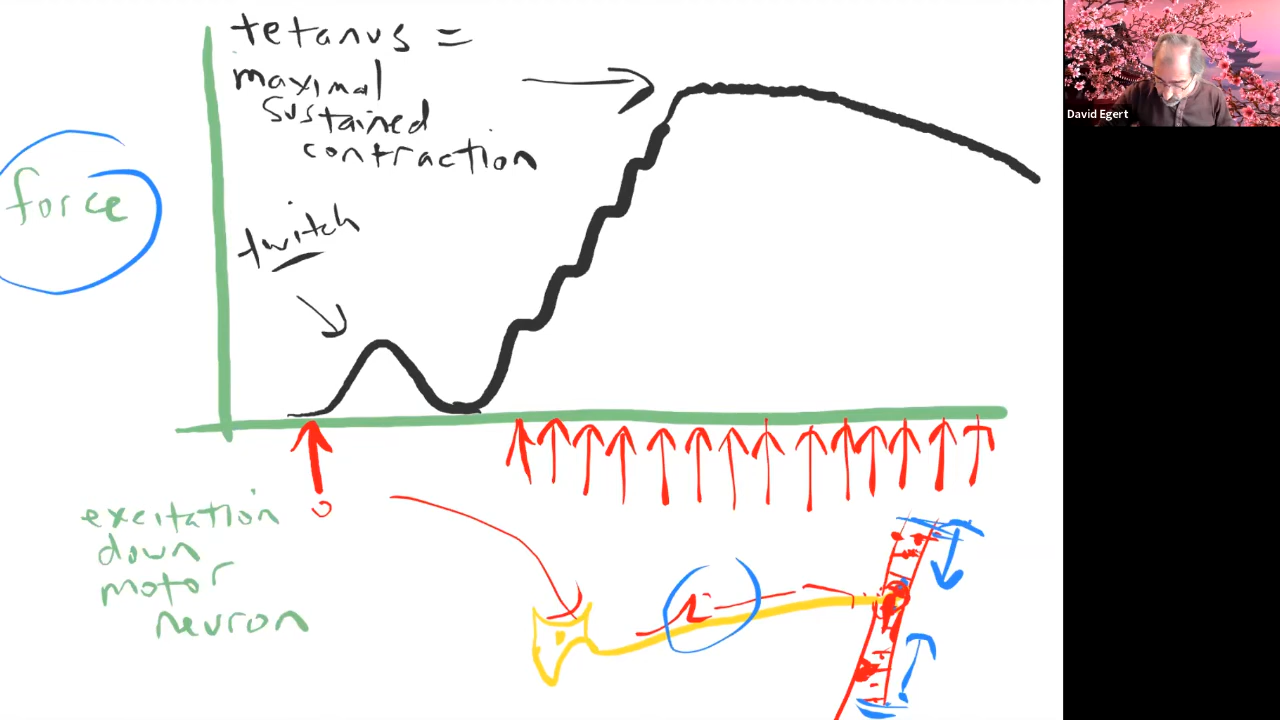 tetanus =
maximal
sustained
contraction
force
twitch
excitation
down
motor
neuron
David Egert